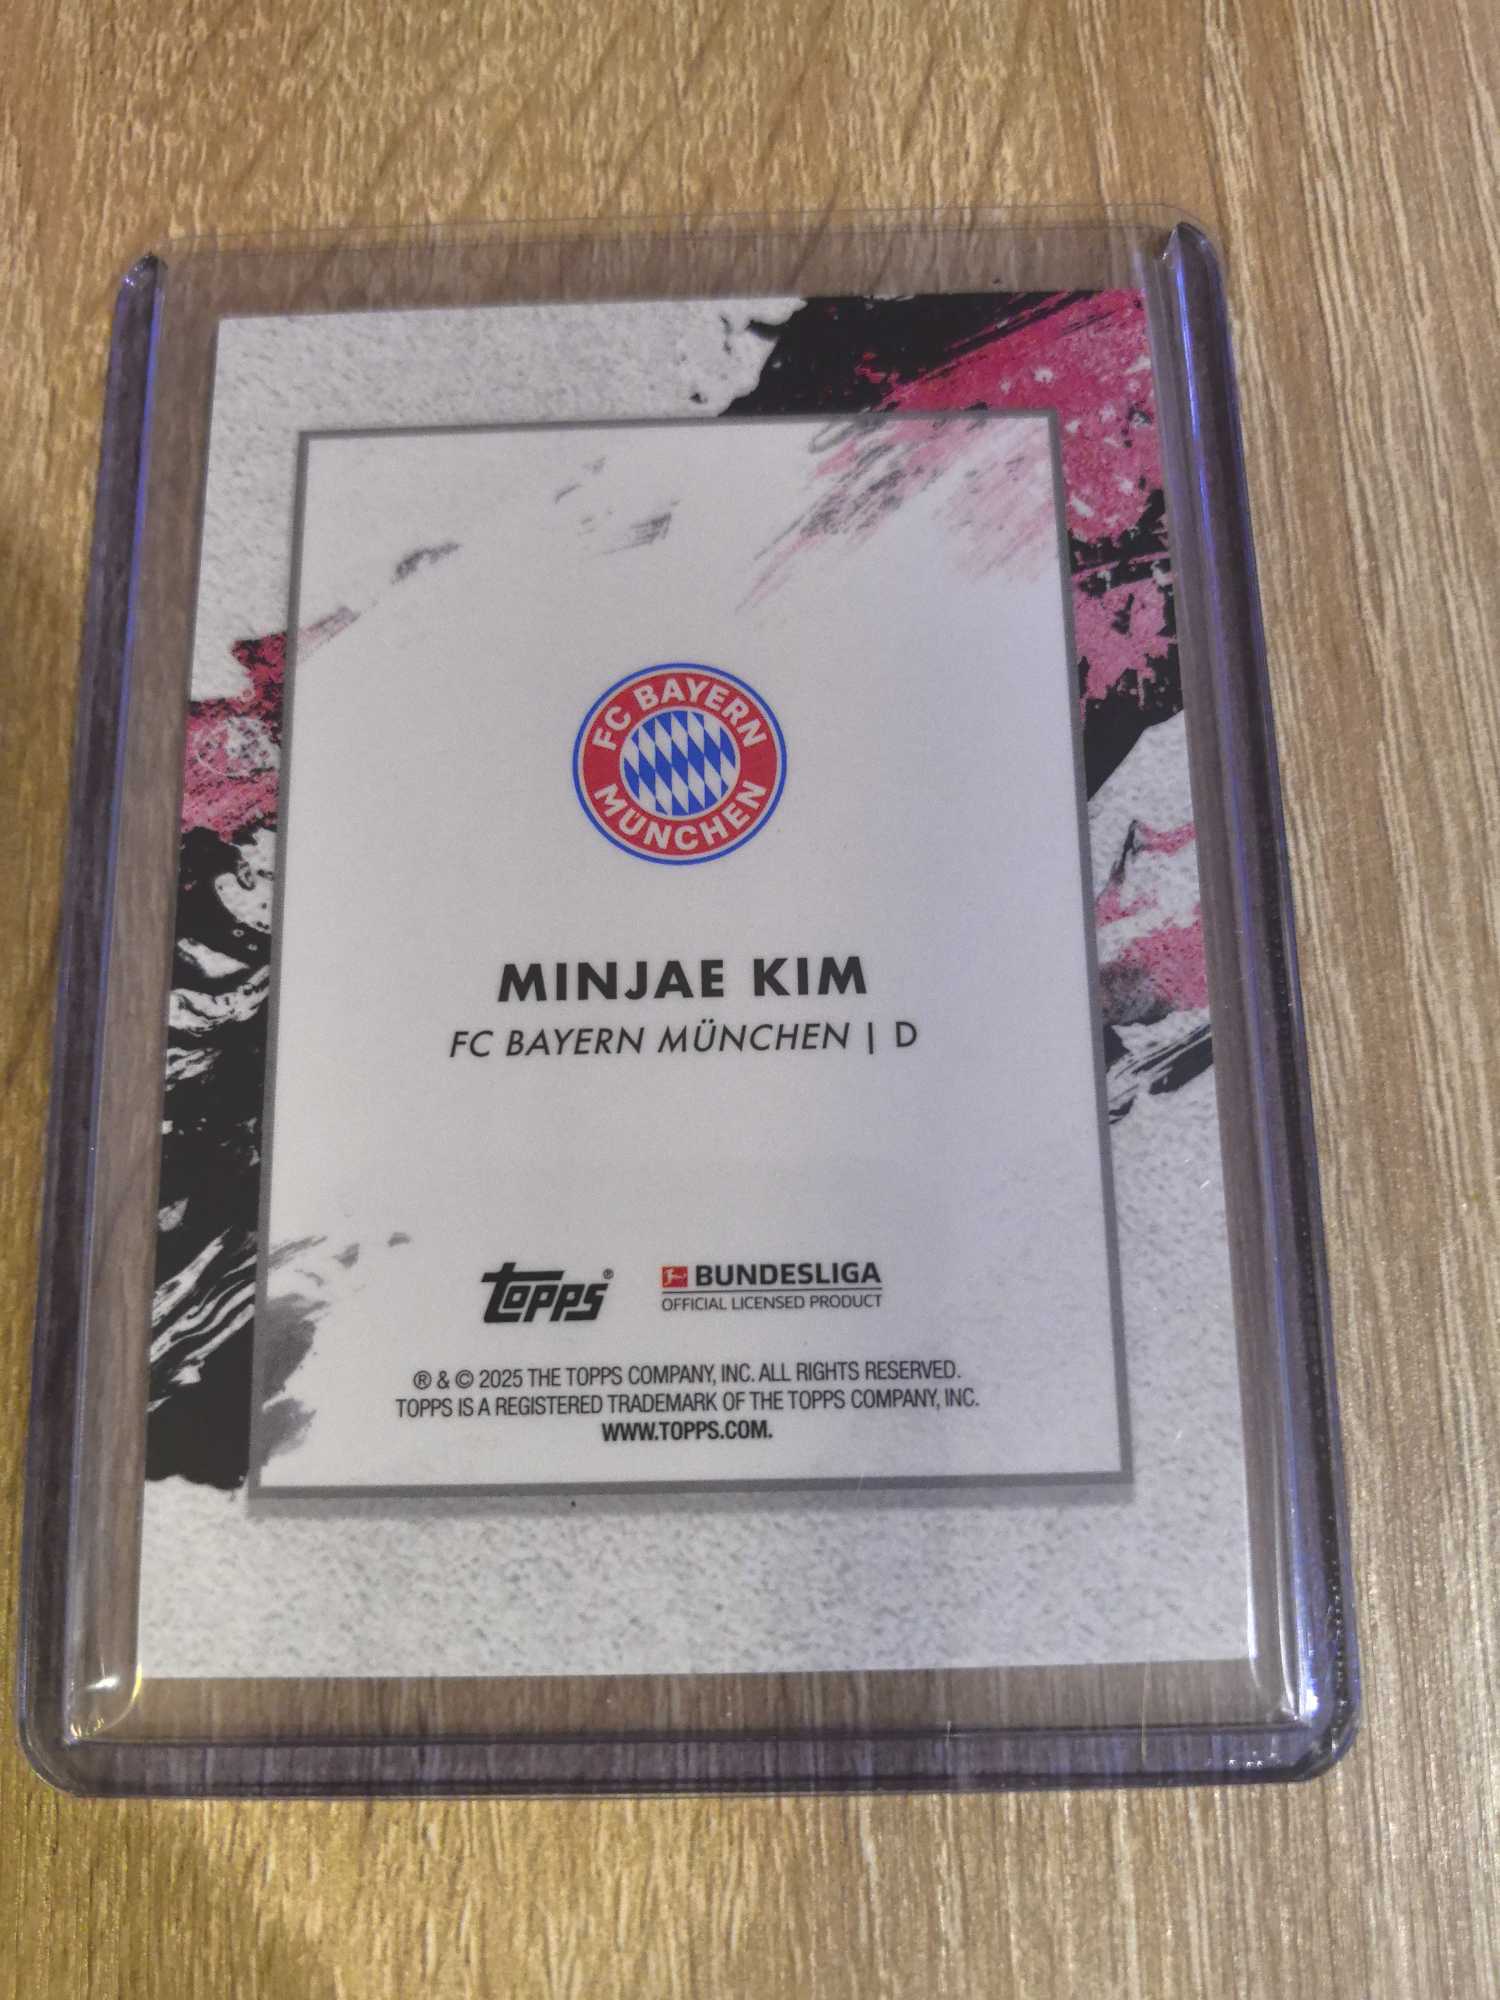 FC BAYERN
MÜNCHEN
MINJAE KIM
FC BAYERN MÜNCHEN | D
topps®
BUNDESLIGA
OFFICIAL LICENSED PRODUCT
® & © 2025 THE TOPPS COMPANY, INC. ALL RIGHTS RESERVED.
TOPPS IS A REGISTERED TRADEMARK OF THE TOPPS COMPANY, INC.
WWW.TOPPS.COM.